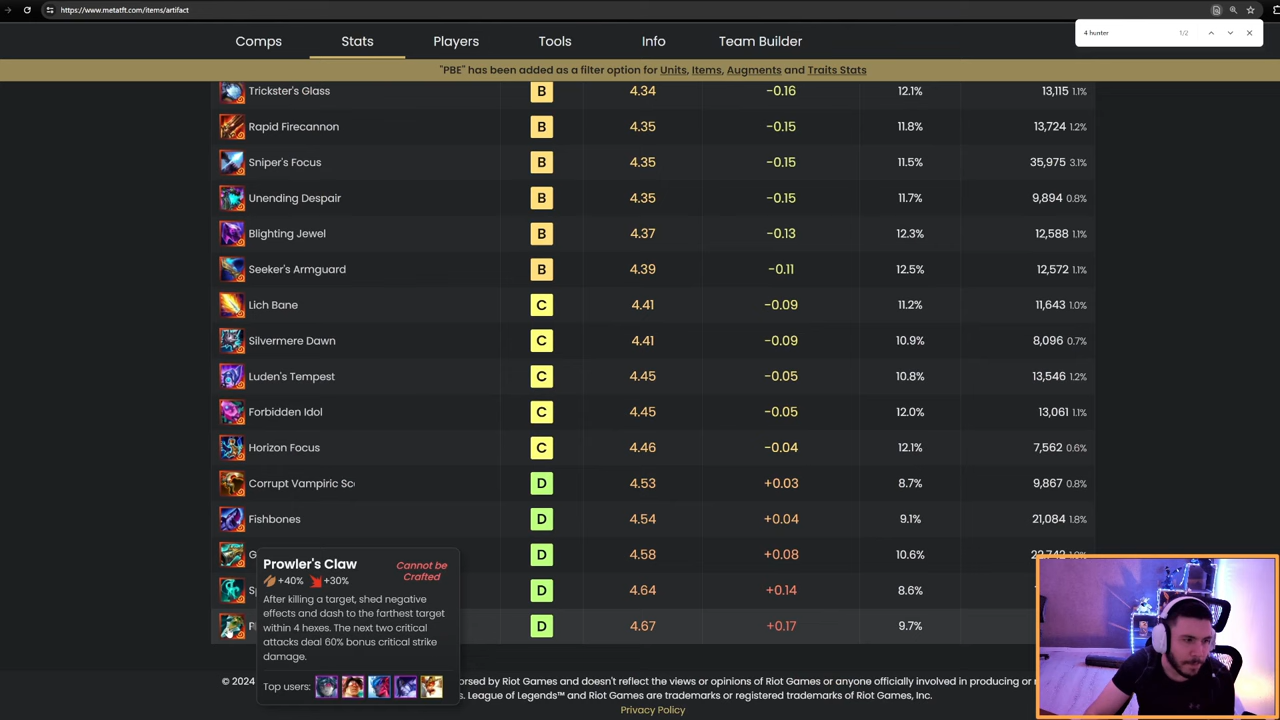 https://www.metatft.com/items/artifact
4 hunter 1/2
Comps Stats Players Tools Info Team Builder
"PBE" has been added as a filter option for Units, Items, Augments and Traits Stats
Trickster's Glass B 4.34 -0.16 12.1% 13,115 1.1%
Rapid Firecannon B 4.35 -0.15 11.8% 13,724 1.2%
Sniper's Focus B 4.35 -0.15 11.5% 35,975 3.1%
Unending Despair B 4.35 -0.15 11.7% 9,894 0.8%
Blighting Jewel B 4.37 -0.13 12.3% 12,588 1.1%
Seeker's Armguard B 4.39 -0.11 12.5% 12,572 1.1%
Lich Bane C 4.41 -0.09 11.2% 11,643 1.0%
Silvermere Dawn C 4.41 -0.09 10.9% 8,096 0.7%
Luden's Tempest C 4.45 -0.05 10.8% 13,546 1.2%
Forbidden Idol C 4.45 -0.05 12.0% 13,061 1.1%
Horizon Focus C 4.46 -0.04 12.1% 7,562 0.6%
Corrupt Vampiric Sc D 4.53 +0.03 8.7% 9,867 0.8%
Fishbones D 4.54 +0.04 9.1% 21,084 1.8%
D 4.58 +0.08 10.6%
D 4.64 +0.14 8.6%
D 4.67 +0.17 9.7%
Prowler's Claw Cannot be
Crafted
+40% +30%
After killing a target, shed negative
effects and dash to the farthest target
within 4 hexes. The next two critical
attacks deal 60% bonus critical strike
damage.
Top users:
© 2024 orsed by Riot Games and doesn't reflect the views or opinions of Riot Games or anyone officially involved in producing or
s. League of Legends™ and Riot Games are trademarks or registered trademarks of Riot Games, Inc.
Privacy Policy